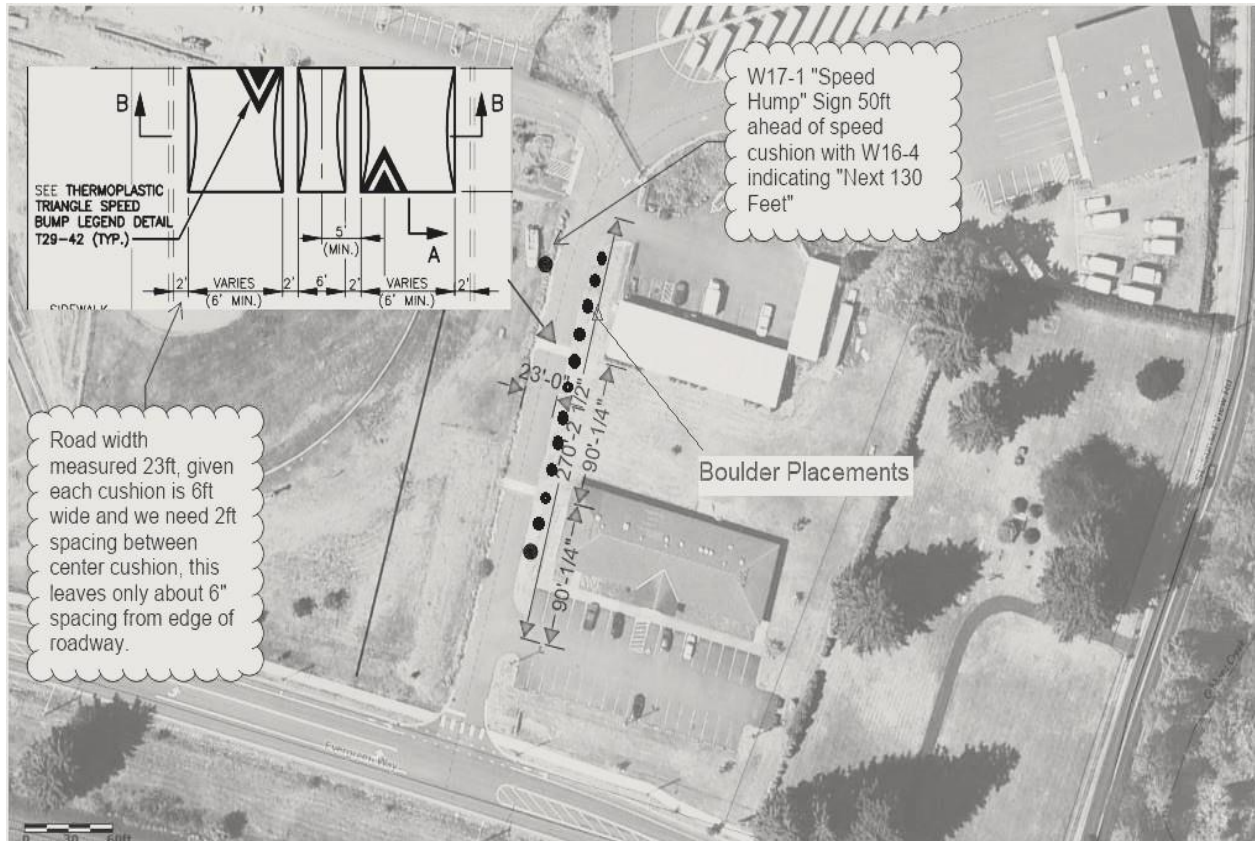 B
B
SEE THERMOPLASTIC
TRIANGLE SPEED
BUMP LEGEND DETAIL
T29-42 (TYP.)
5'
(MIN.)
A
2'
VARIES
(6' MIN.)
2'
6'
2'
VARIES
(6' MIN.)
2'
SIDEWALK
W17-1 "Speed
Hump" Sign 50ft
ahead of speed
cushion with W16-4
indicating "Next 130
Feet"
23'-0"
270'-2 1/2"
90'-1/4"
90'-1/4"
Boulder Placements
Road width
measured 23ft, given
each cushion is 6ft
wide and we need 2ft
spacing between
center cushion, this
leaves only about 6"
spacing from edge of
roadway.
Evergreen Way
0 30 60ft